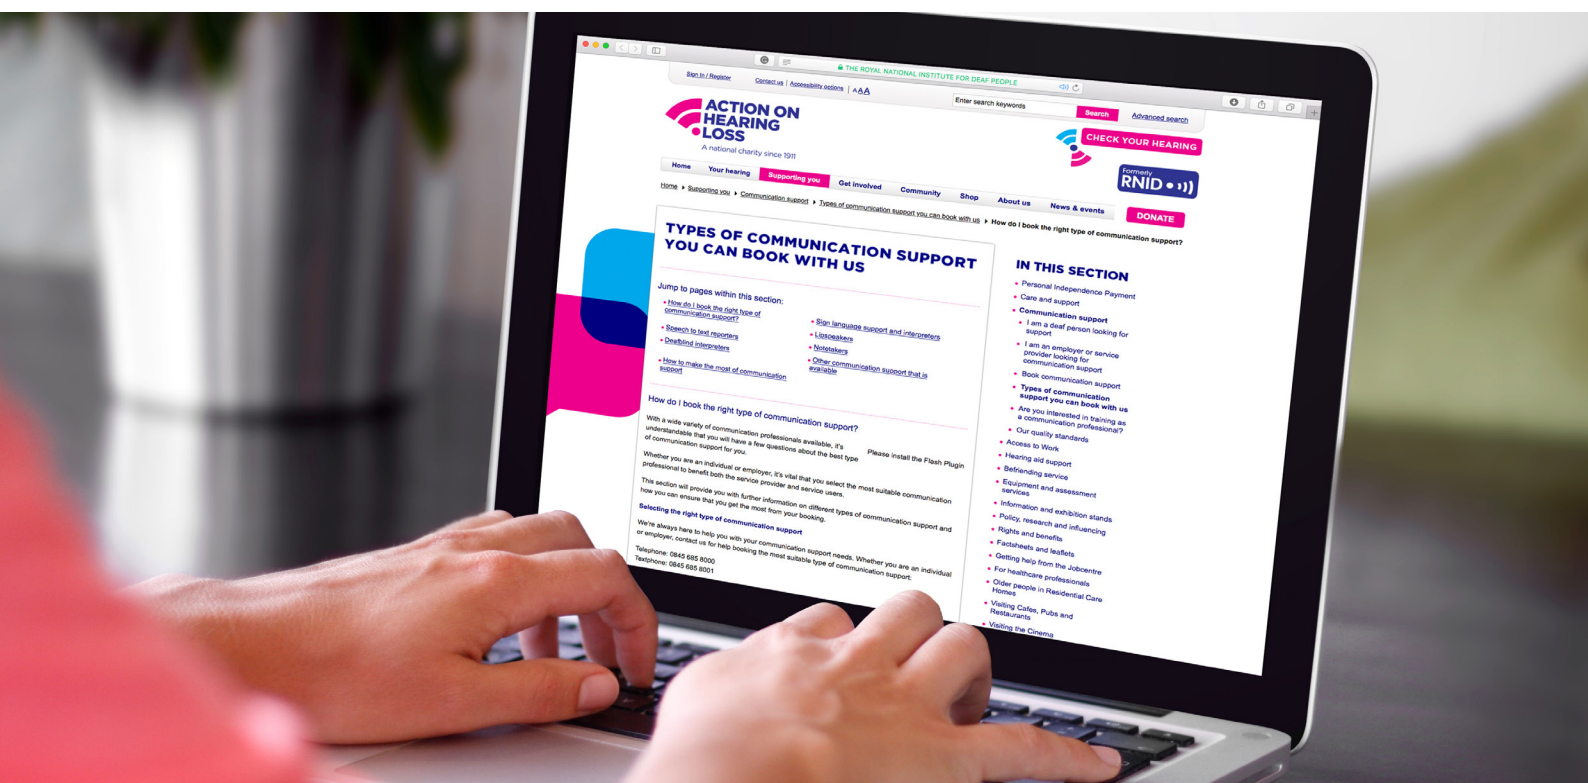 THE ROYAL NATIONAL INSTITUTE FOR DEAF PEOPLE
Sign In / Register
Contact us | Accessibility options | AAA
Enter search keywords
Search
Advanced search
ACTION ON
HEARING
LOSS
A national charity since 1911
CHECK YOUR HEARING
Formerly
RNID
DONATE
Home
Your hearing
Supporting you
Get involved
Community
Shop
About us
News & events
Home ▸ Supporting you ▸ Communication support ▸ Types of communication support you can book with us ▸ How do I book the right type of communication support?
TYPES OF COMMUNICATION SUPPORT
YOU CAN BOOK WITH US
Jump to pages within this section:
• How do I book the right type of
communication support?
• Speech to text reporters
• Deafblind interpreters
• How to make the most of communication
support
• Sign language support and interpreters
• Lipspeakers
• Notetakers
• Other communication support that is
available
How do I book the right type of communication support?
With a wide variety of communication professionals available, it's
understandable that you will have a few questions about the best type
of communication support for you.
Please install the Flash Plugin
Whether you are an individual or employer, it's vital that you select the most suitable communication
professional to benefit both the service provider and service users.
This section will provide you with further information on different types of communication support and
how you can ensure that you get the most from your booking.
Selecting the right type of communication support
We're always here to help you with your communication support needs. Whether you are an individual
or employer, contact us for help booking the most suitable type of communication support:
Telephone: 0845 685 8000
Textphone: 0845 685 8001
IN THIS SECTION
• Personal Independence Payment
• Care and support
• Communication support
• I am a deaf person looking for
support
• I am an employer or service
provider looking for
communication support
• Book communication support
• Types of communication
support you can book with us
• Are you interested in training as
a communication professional?
• Our quality standards
• Access to Work
• Hearing aid support
• Befriending service
• Equipment and assessment
services
• Information and exhibition stands
• Policy, research and influencing
• Rights and benefits
• Factsheets and leaflets
• Getting help from the Jobcentre
• For healthcare professionals
• Older people in Residential Care
Homes
• Visiting Cafes, Pubs and
Restaurants
• Visiting the Cinema